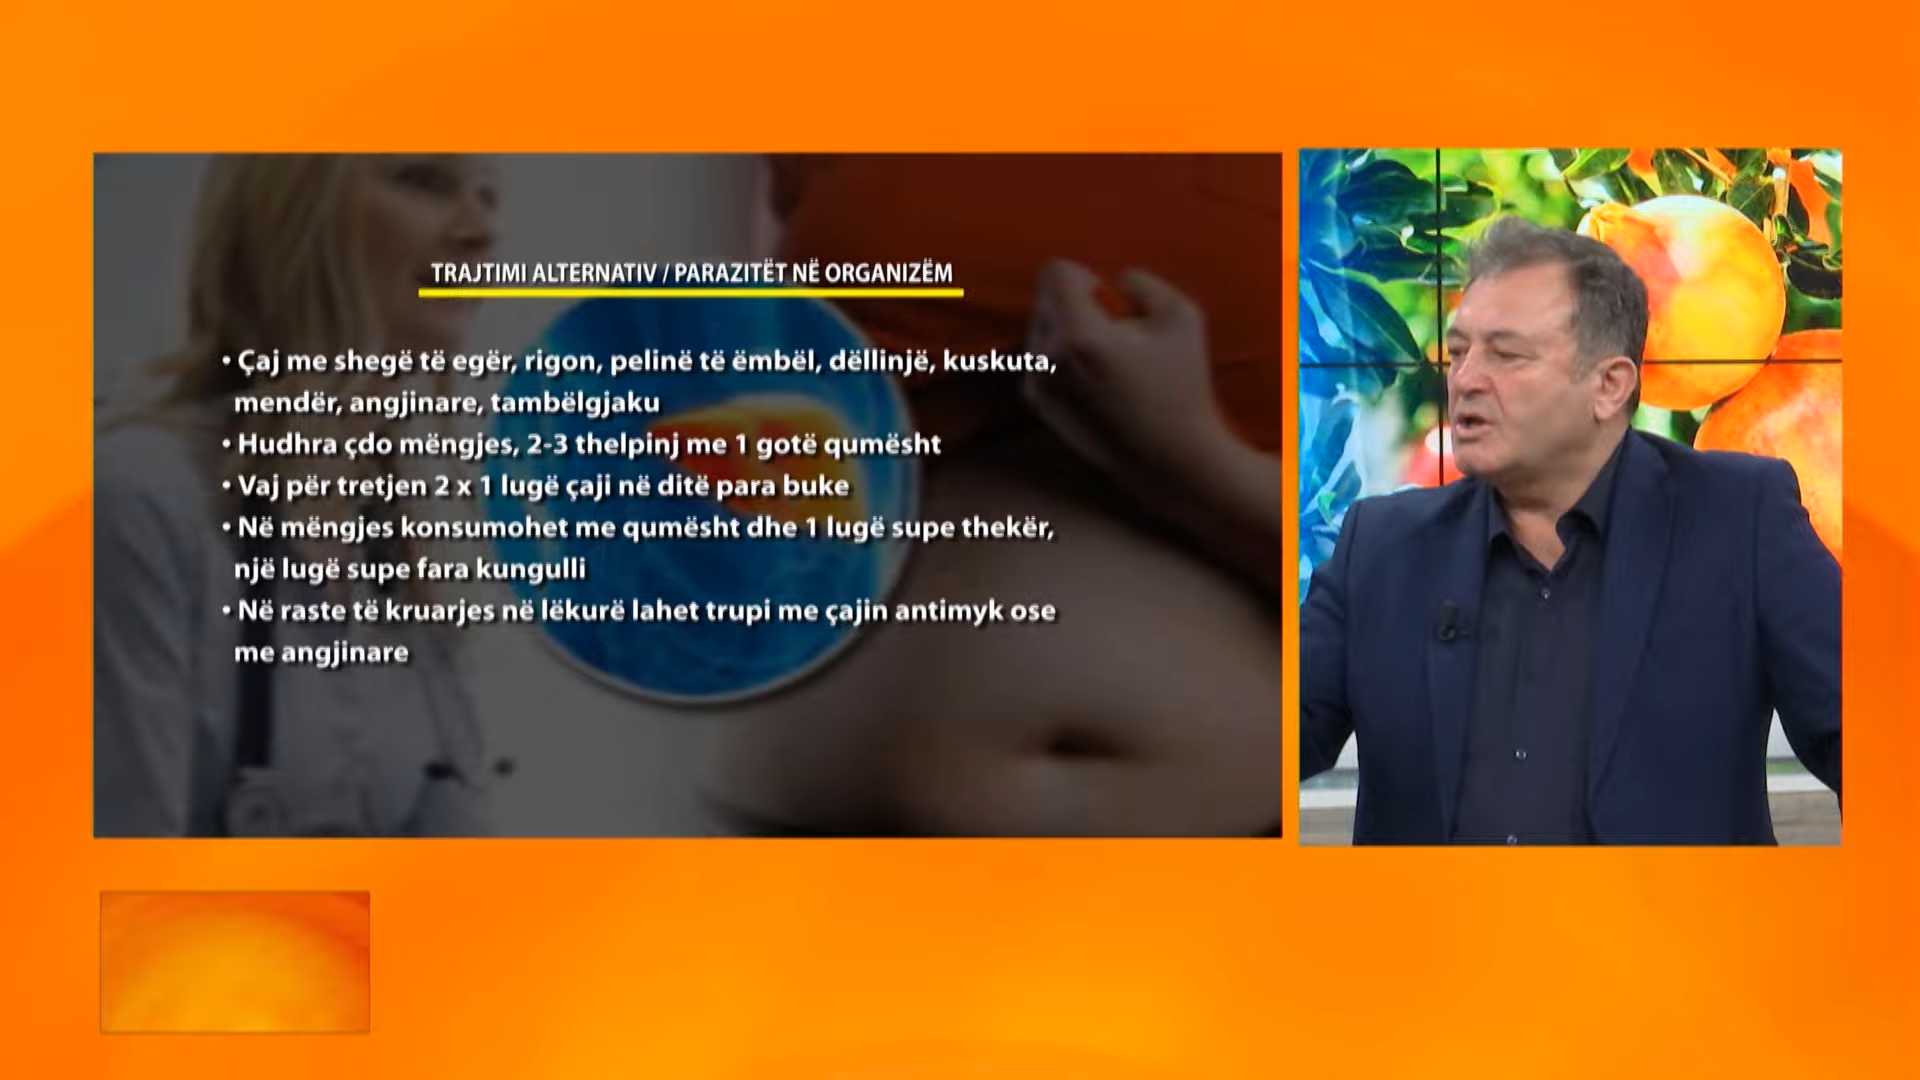 TRAJTIMI ALTERNATIV / PARAZITËT NË ORGANIZËM
• Çaj me shegë të egër, rigon, pelinë të ëmbël, dëllinjë, kuskuta,
mendër, angjinare, tambëlgjaku
• Hudhra çdo mëngjes, 2-3 thelpinj me 1 gotë qumësht
• Vaj për tretjen 2 x 1 lugë çaji në ditë para buke
• Në mëngjes konsumohet me qumësht dhe 1 lugë supe thekër,
një lugë supe fara kungulli
• Në raste të kruarjes në lëkurë lahet trupi me çajin antimyk ose
me angjinare